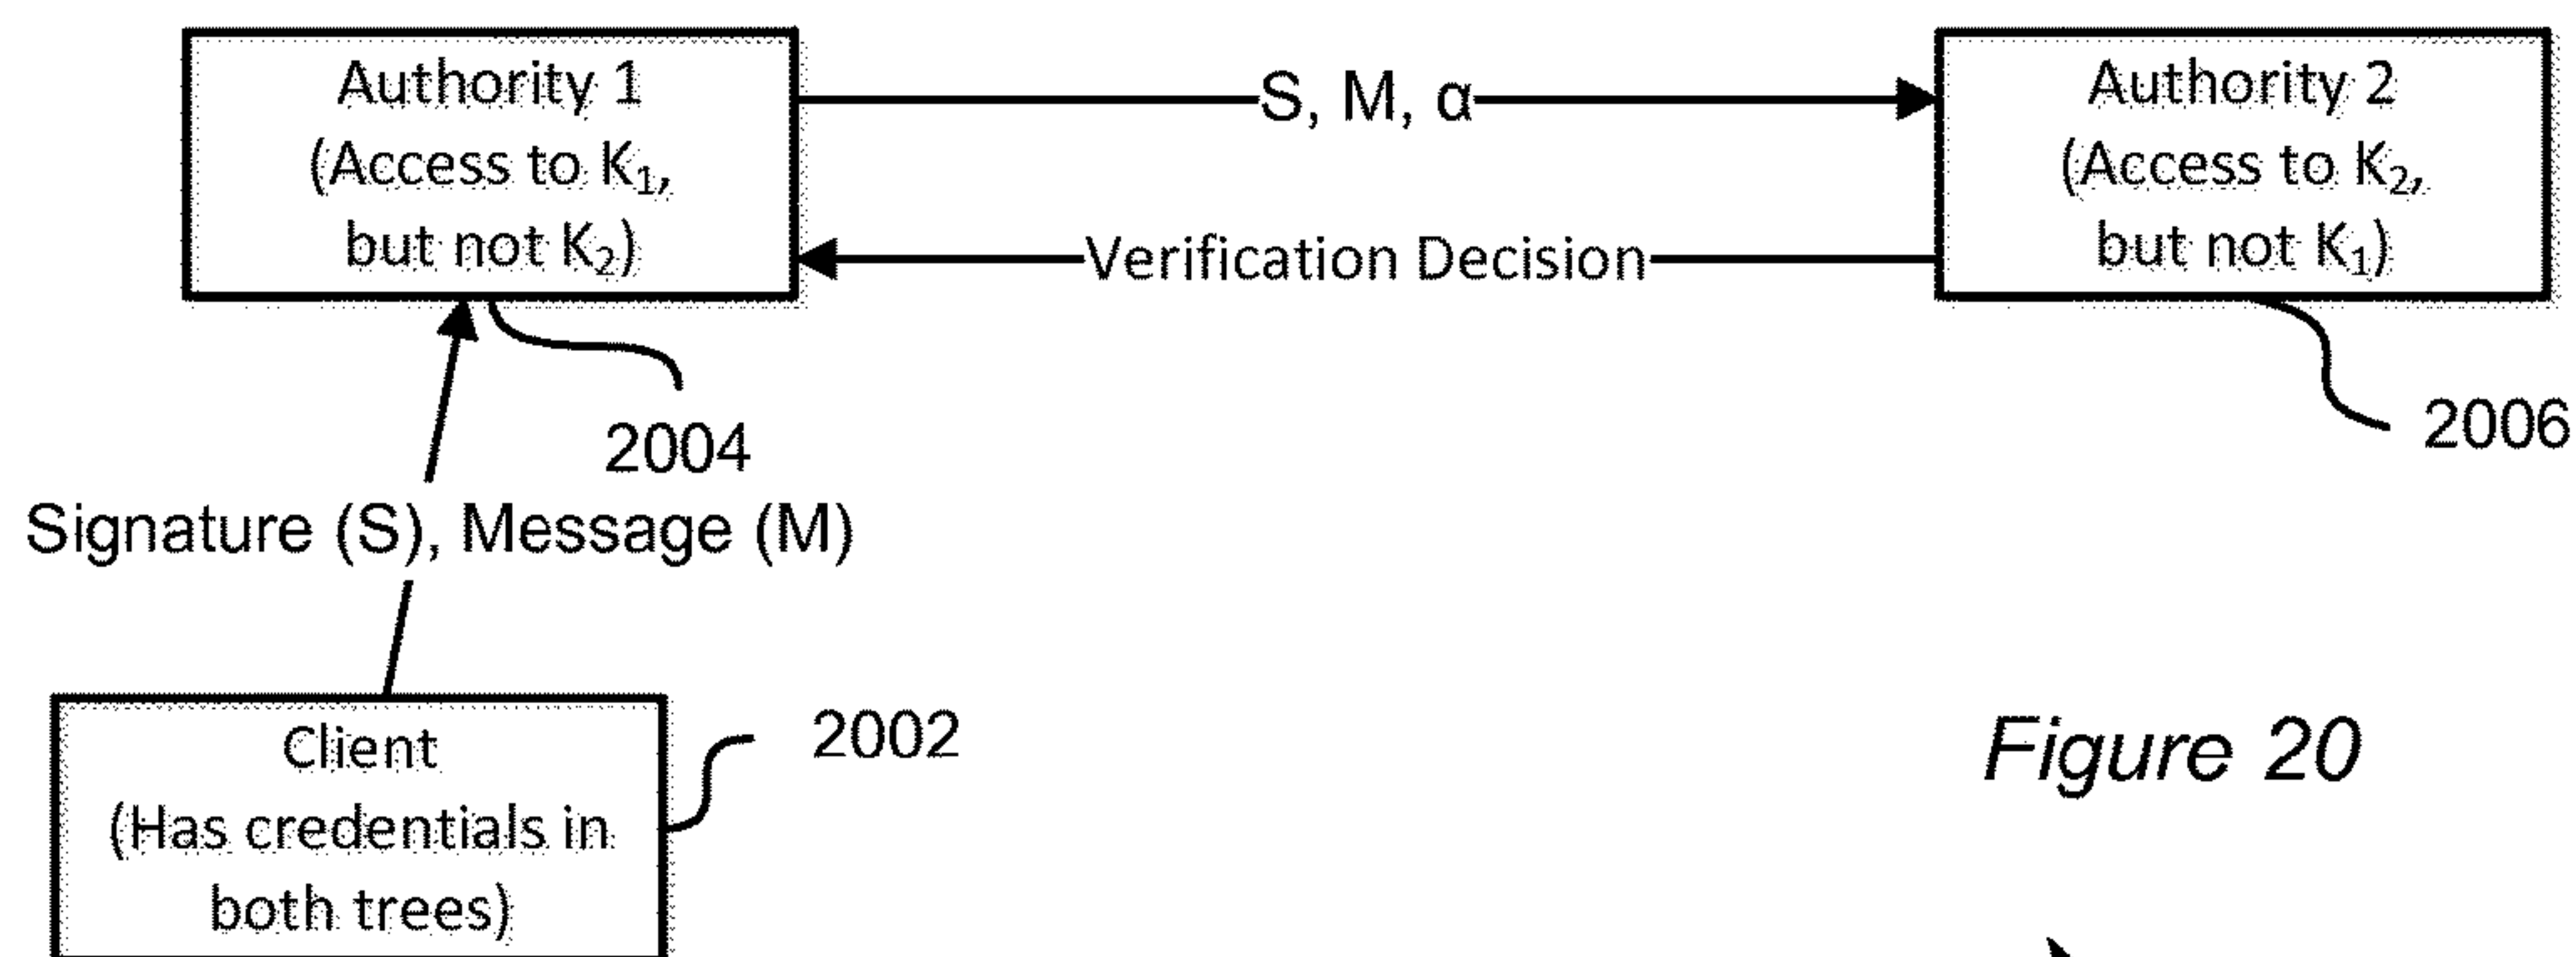 Authority 1
(Access to K₁,
but not K₂)
S, M, α
Verification Decision
Authority 2
(Access to K₂,
but not K₁)
2004
2006
Signature (S), Message (M)
Client
(Has credentials in
both trees)
2002
Figure 20